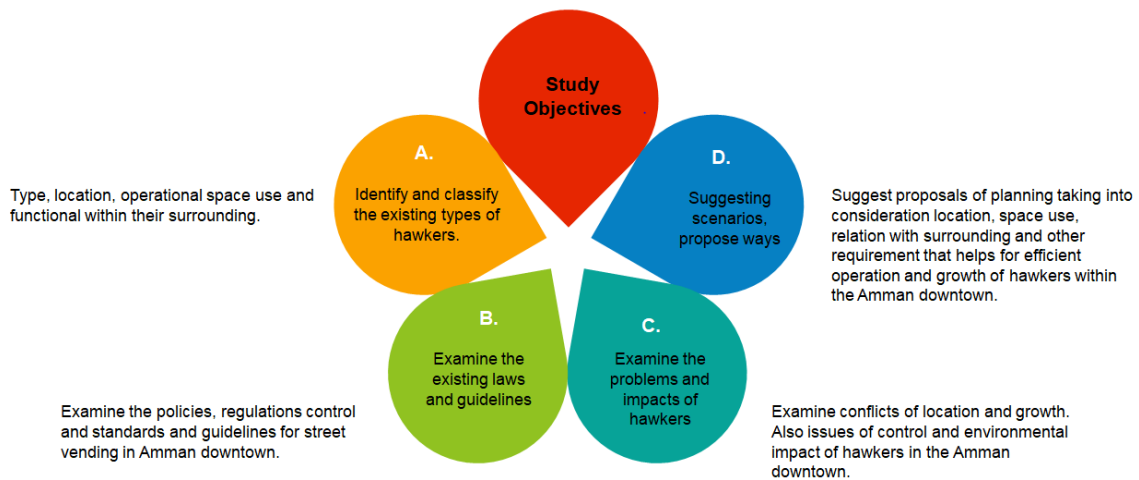 Study
Objectives
A.
Identify and classify
the existing types of
hawkers.
Type, location, operational space use and
functional within their surrounding.
B.
Examine the
existing laws
and guidelines
Examine the policies, regulations control
and standards and guidelines for street
vending in Amman downtown.
C.
Examine the
problems and
impacts of
hawkers
Examine conflicts of location and growth.
Also issues of control and environmental
impact of hawkers in the Amman
downtown.
D.
Suggesting
scenarios,
propose ways
Suggest proposals of planning taking into
consideration location, space use,
relation with surrounding and other
requirement that helps for efficient
operation and growth of hawkers within
the Amman downtown.